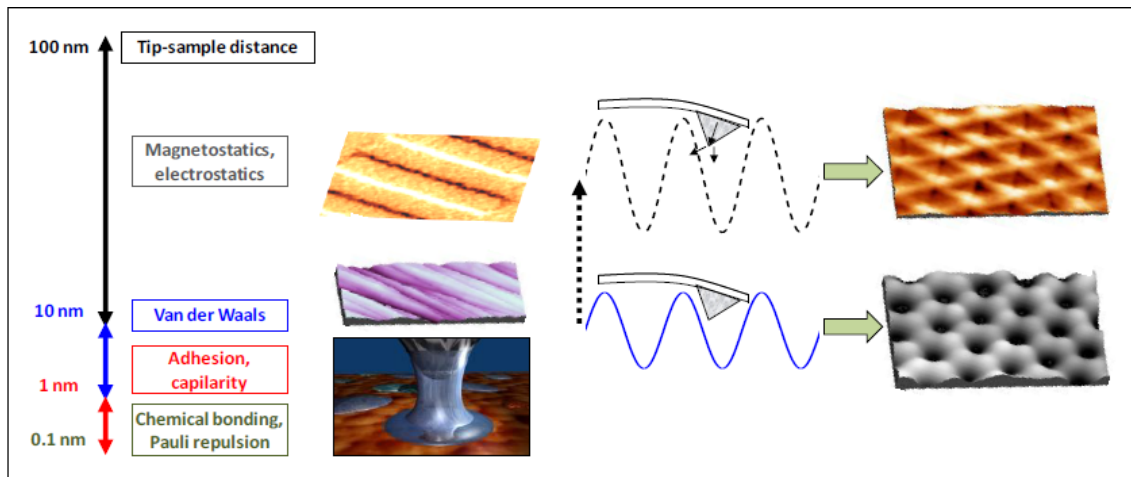 100 nm
Tip-sample distance
Magnetostatics,
electrostatics
10 nm
Van der Waals
Adhesion,
capilarity
1 nm
Chemical bonding,
Pauli repulsion
0.1 nm